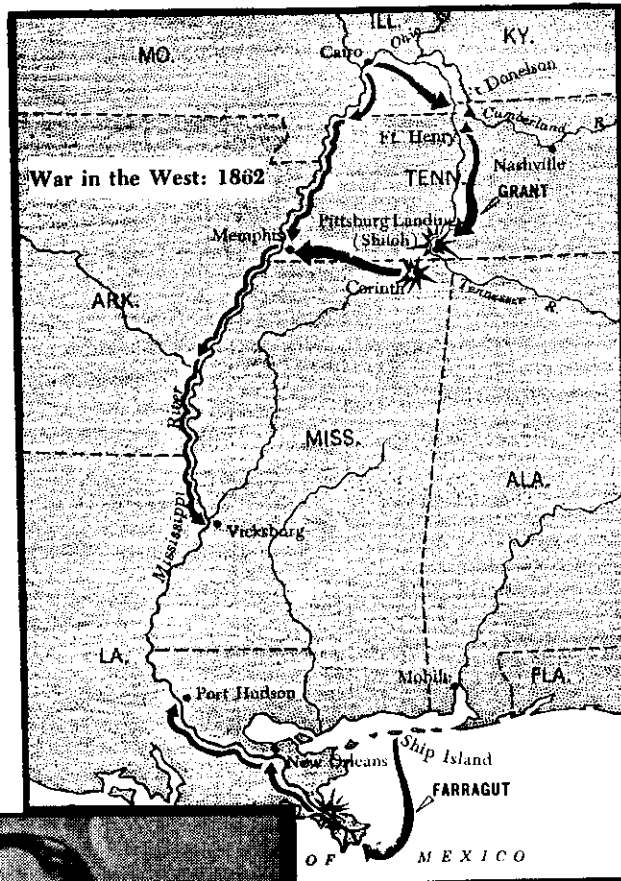 ILL.
Ohio
KY.
MO.
Cairo
t Donelson
Cumberland R.
Ft. Henry
Nashville
War in the West: 1862
TENN.
GRANT
Pittsburg Landing
(Shiloh)
Memphis
Corinth
Tennessee R.
ARK.
River
MISS.
ALA.
Mississippi
Vicksburg
LA.
Port Hudson
Mobile
FLA.
New Orleans
Ship Island
FARRAGUT
OF MEXICO